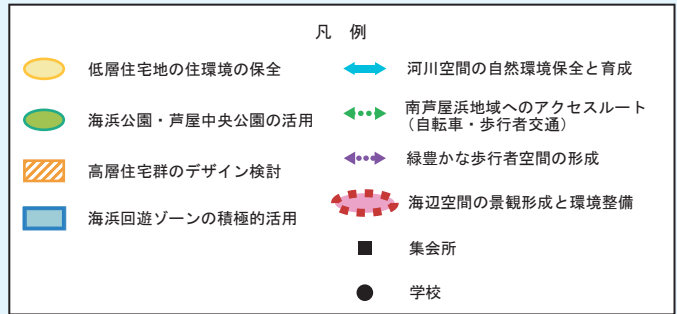 凡 例
低層住宅地の住環境の保全
海浜公園・芦屋中央公園の活用
高層住宅群のデザイン検討
海浜回遊ゾーンの積極的活用
河川空間の自然環境保全と育成
南芦屋浜地域へのアクセスルート
（自転車・歩行者交通）
緑豊かな歩行者空間の形成
海辺空間の景観形成と環境整備
集会所
学校